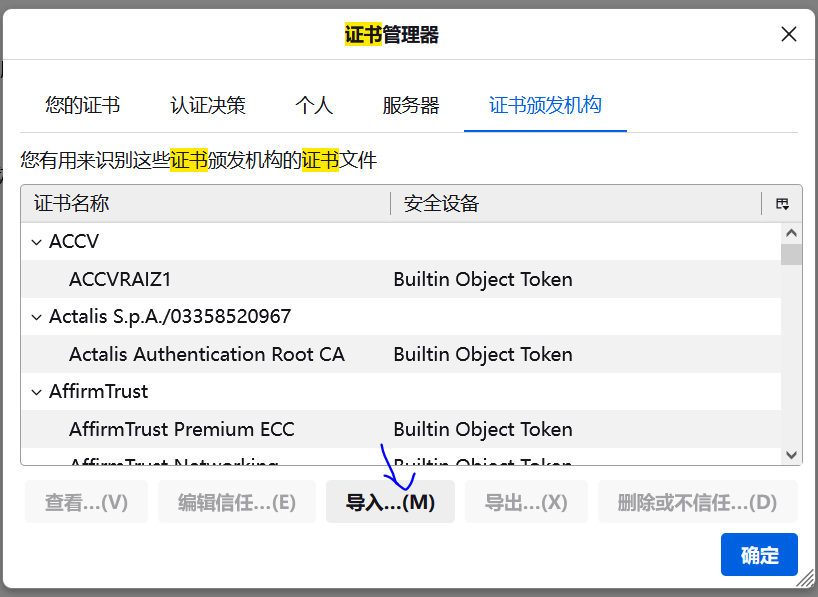 证书管理器
您的证书 认证决策 个人 服务器 证书颁发机构
您有用来识别这些证书颁发机构的证书文件
证书名称 安全设备
ACCV
ACCVRAIZ1 Builtin Object Token
Actalis S.p.A./03358520967
Actalis Authentication Root CA Builtin Object Token
AffirmTrust
AffirmTrust Premium ECC Builtin Object Token
AffirmTrust Networking Builtin Object Token
查看...(V) 编辑信任...(E) 导入...(M) 导出...(X) 删除或不信任...(D)
确定